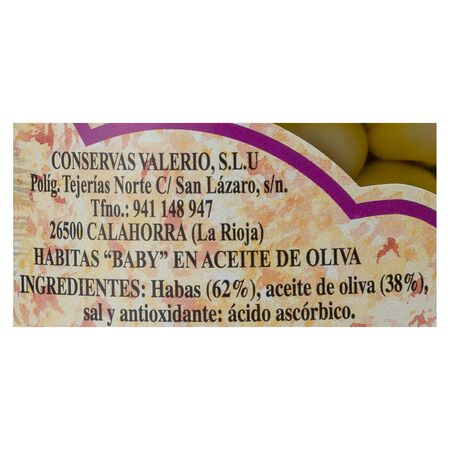 CONSERVAS VALERIO, S.L.U
Políg. Tejerías Norte C/ San Lázaro, s/n.
Tfno.: 941 148 947
26500 CALAHORRA (La Rioja)
HABITAS “BABY” EN ACEITE DE OLIVA
INGREDIENTES: Habas (62%), aceite de oliva (38%),
sal y antioxidante: ácido ascórbico.